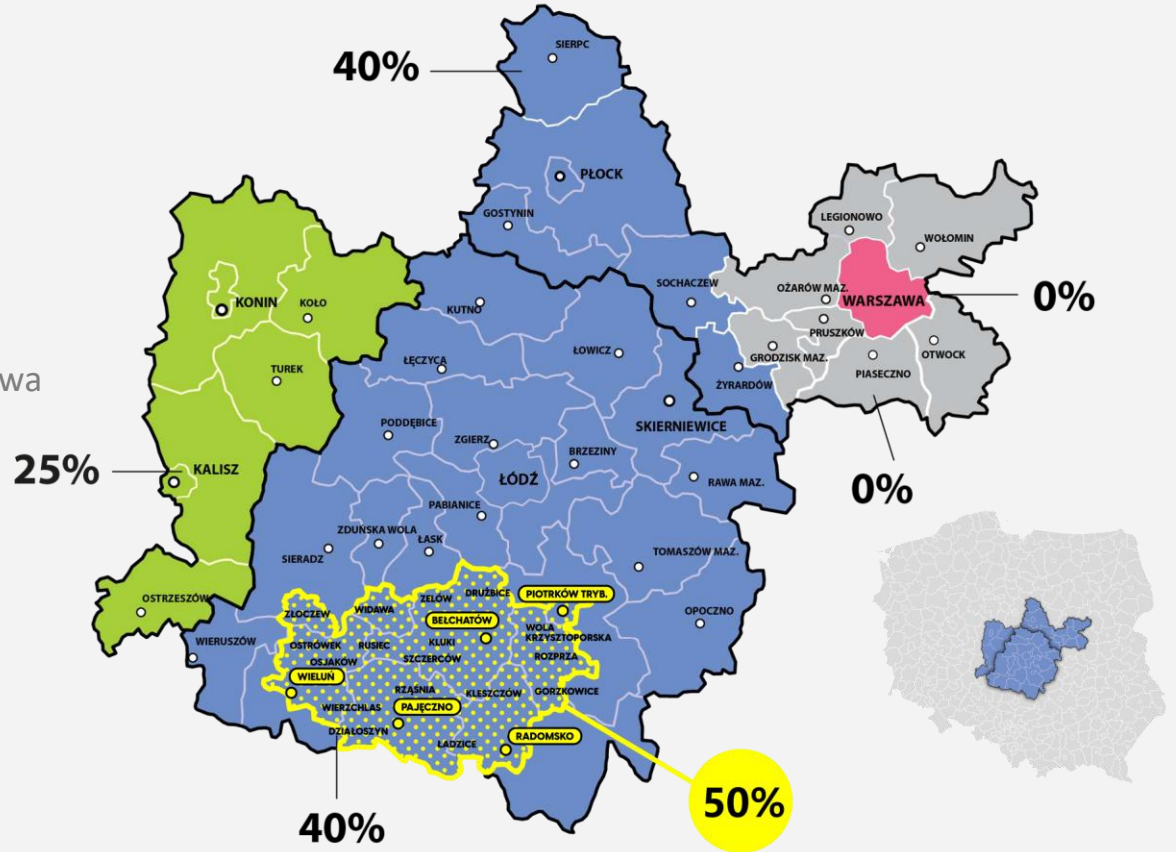 SIERPC
40%
PŁOCK
LEGIONOWO
GOSTYNIN
WOŁOMIN
SOCHACZEW
OŻARÓW MAZ.
WARSZAWA
0%
KONIN
KOŁO
KUTNO
PRUSZKÓW
ŁOWICZ
GRODZISK MAZ.
OTWOCK
ŁĘCZYCA
TUREK
PIASECZNO
ŻYRARDÓW
wa
PODDĘBICE
SKIERNIEWICE
ZGIERZ
BRZEZINY
25%
KALISZ
ŁÓDŹ
RAWA MAZ.
0%
PABIANICE
ZDUŃSKA WOLA
ŁASK
SIERADZ
TOMASZÓW MAZ.
OSTRZESZÓW
ZŁOCZEW
WIDAWA
ZELÓW
DRUŻBICE
PIOTRKÓW TRYB.
OPOCZNO
BEŁCHATÓW
WOLA
KRZYSZTOPORSKA
WIERUSZÓW
OSTRÓWEK
RUSIEC
KLUKI
ROZPRZA
OSJAKÓW
SZCZERCÓW
WIELUŃ
RZĄŚNIA
KLESZCZÓW
GORZKOWICE
WIERZCHLAS
PAJĘCZNO
DZIAŁOSZYN
RADOMSKO
ŁADZICE
50%
40%